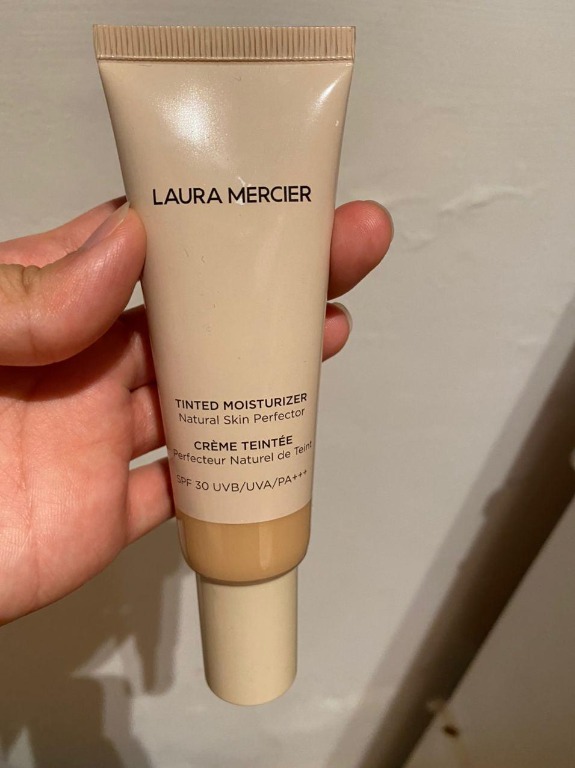 LAURA MERCIER
TINTED MOISTURIZER
Natural Skin Perfector
CRÈME TEINTÉE
Perfecteur Naturel de Teint
SPF 30 UVB/UVA/PA+++